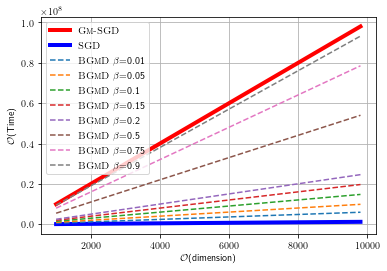 1e8
1.0
0.8
0.6
0.4
0.2
0.0
𝒪(Time)
GM-SGD
SGD
BGMD β=0.01
BGMD β=0.05
BGMD β=0.1
BGMD β=0.15
BGMD β=0.2
BGMD β=0.5
BGMD β=0.75
BGMD β=0.9
2000 4000 6000 8000 10000
𝒪(dimension)